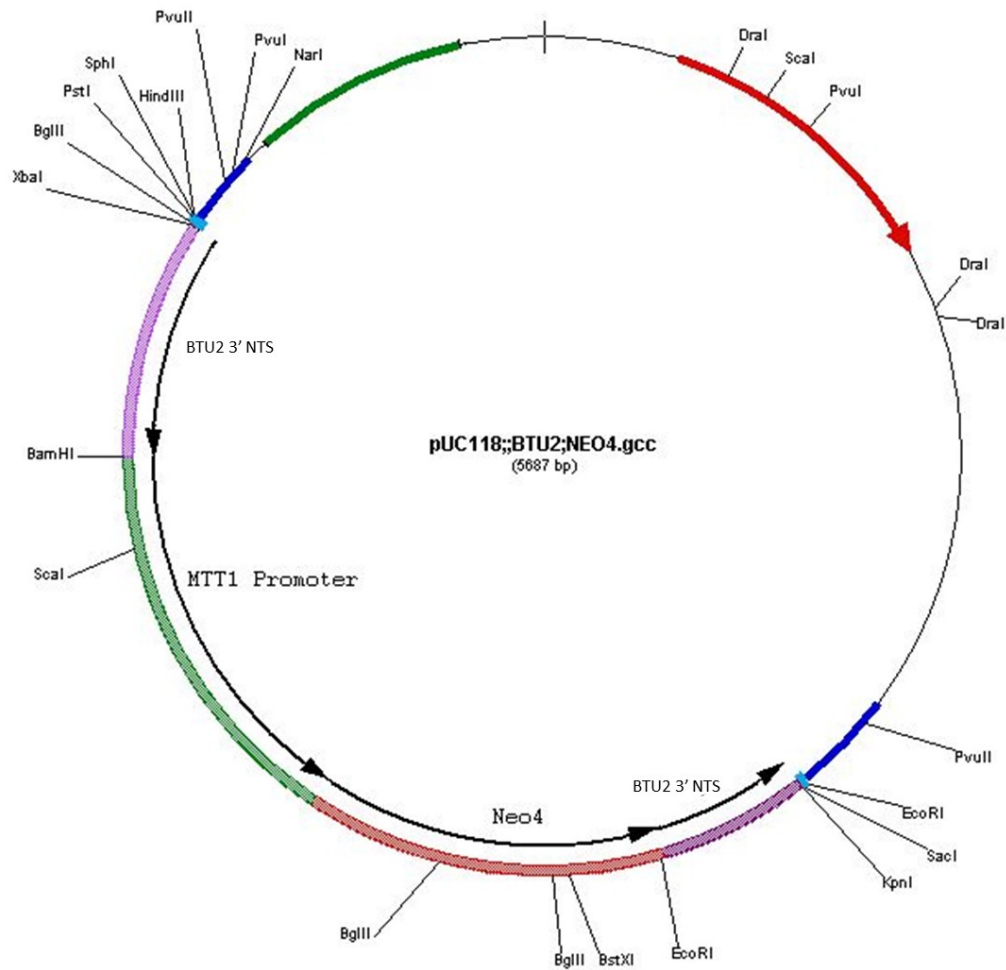 PvuII
PvuI
NarI
SphI
HindIII
PstI
BglII
XbaI
DraI
ScaI
PvuI
DraI
DraI
BTU2 3’ NTS
BamHI
pUC118;;BTU2;NEO4.gcc
(5687 bp)
ScaI
MTT1 Promoter
BTU2 3’ NTS
Neo4
PvuII
EcoRI
SacI
KpnI
BglII
BglII
BstXI
EcoRI